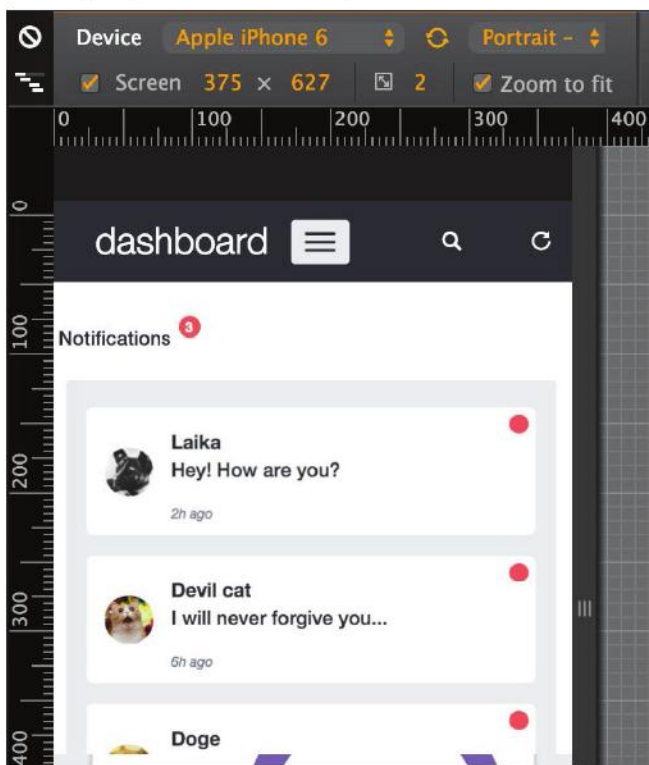 Device Apple iPhone 6 Portrait –
Screen 375 × 627 2 Zoom to fit
0 100 200 300 400
0
dashboard
100
Notifications 3
Laika
200
Hey! How are you?
2h ago
Devil cat
300
I will never forgive you...
6h ago
400
Doge